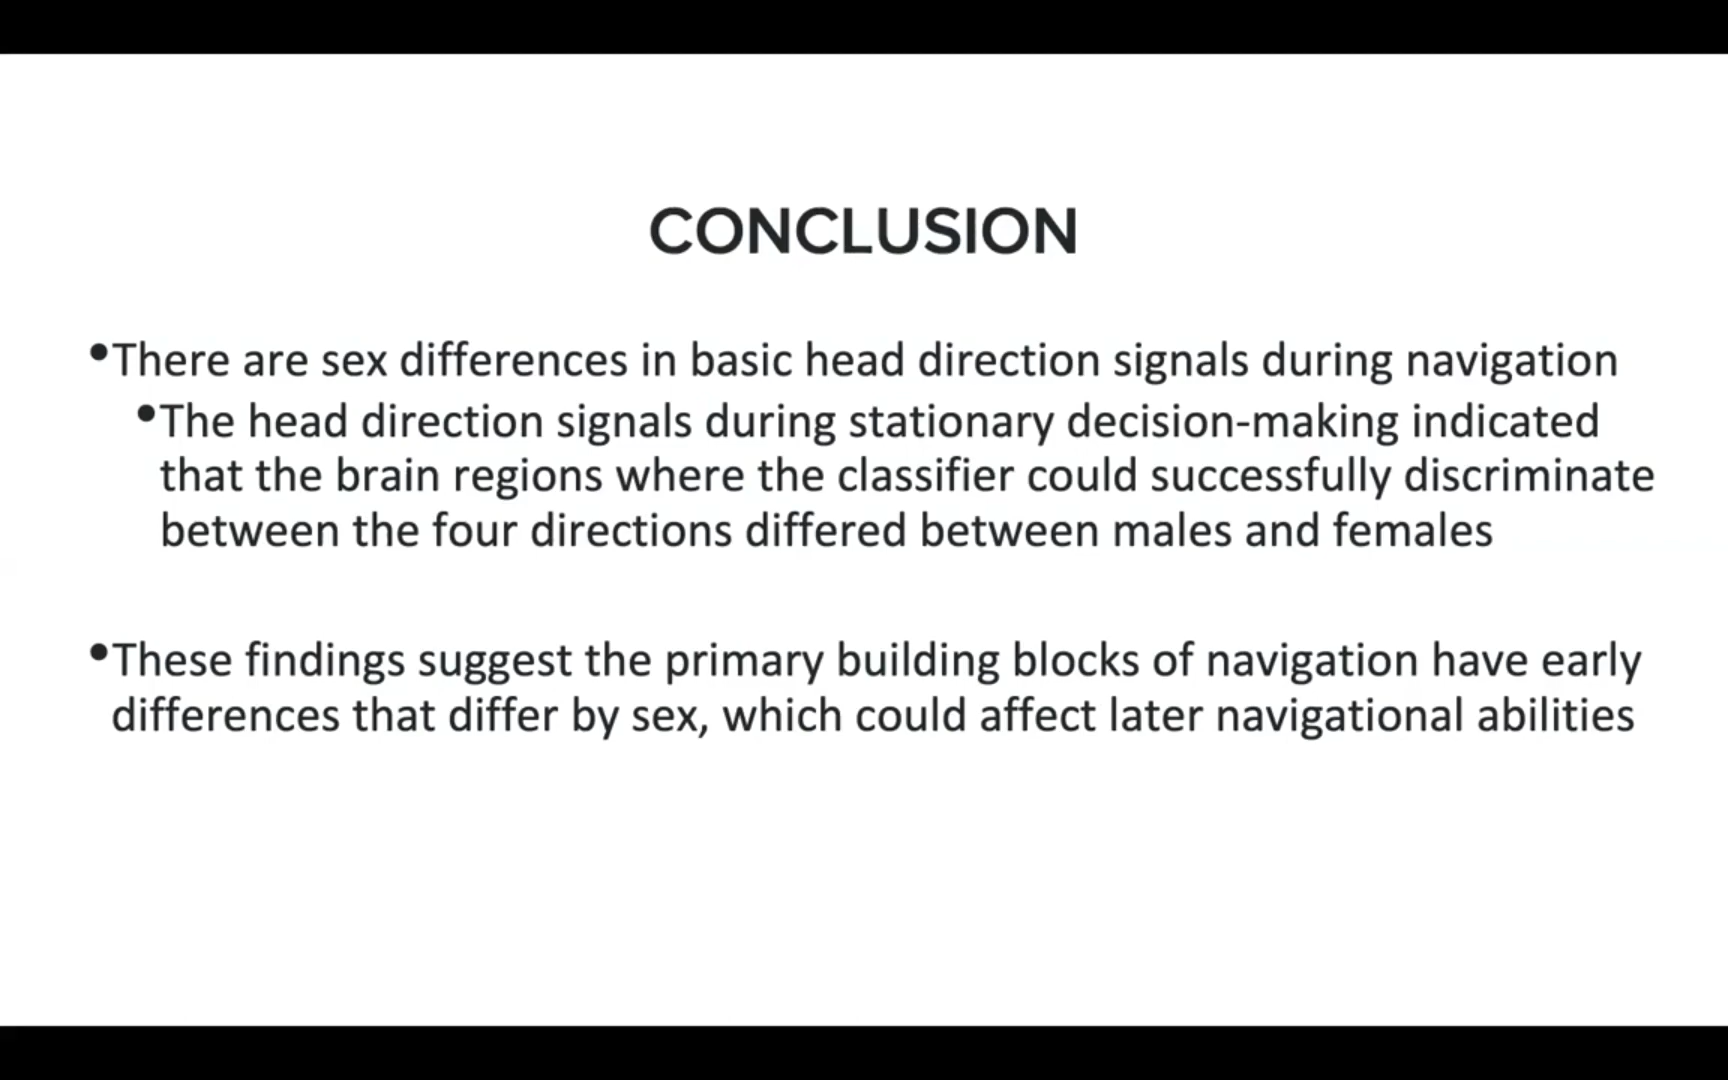 CONCLUSION
•There are sex differences in basic head direction signals during navigation
•The head direction signals during stationary decision-making indicated
that the brain regions where the classifier could successfully discriminate
between the four directions differed between males and females
•These findings suggest the primary building blocks of navigation have early
differences that differ by sex, which could affect later navigational abilities